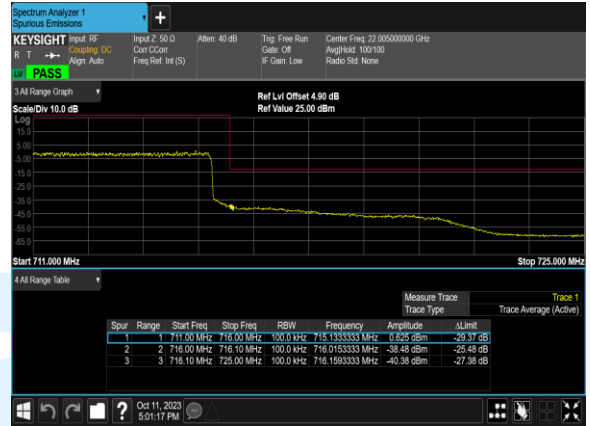 Spectrum Analyzer 1
Spurious Emissions
KEYSIGHT Input: RF Input Z: 50 Ω Atten: 40 dB Trig: Free Run Center Freq: 22.005000000 GHz
R T Coupling: DC Corr CCorr Gate: Off Avg|Hold: 100/100
Align: Auto Freq Ref: Int (S) IF Gain: Low Radio Std: None
PASS
3 All Range Graph
Ref Lvl Offset 4.90 dB
Scale/Div 10.0 dB Ref Value 25.00 dBm
Log
15.0
5.00
-5.00
-15.0
-25.0
-35.0
-45.0
-55.0
-65.0
Start 711.000 MHz Stop 725.000 MHz
4 All Range Table
Measure Trace Trace 1
Trace Type Trace Average (Active)
Spur Range Start Freq Stop Freq RBW Frequency Amplitude ΔLimit
1 1 711.00 MHz 716.00 MHz 100.0 kHz 715.1333333 MHz 0.625 dBm -29.37 dB
2 2 716.00 MHz 716.10 MHz 100.0 kHz 716.0153333 MHz -38.48 dBm -25.48 dB
3 3 716.10 MHz 725.00 MHz 100.0 kHz 716.1593333 MHz -40.38 dBm -27.38 dB
Oct 11, 2023
5:01:17 PM